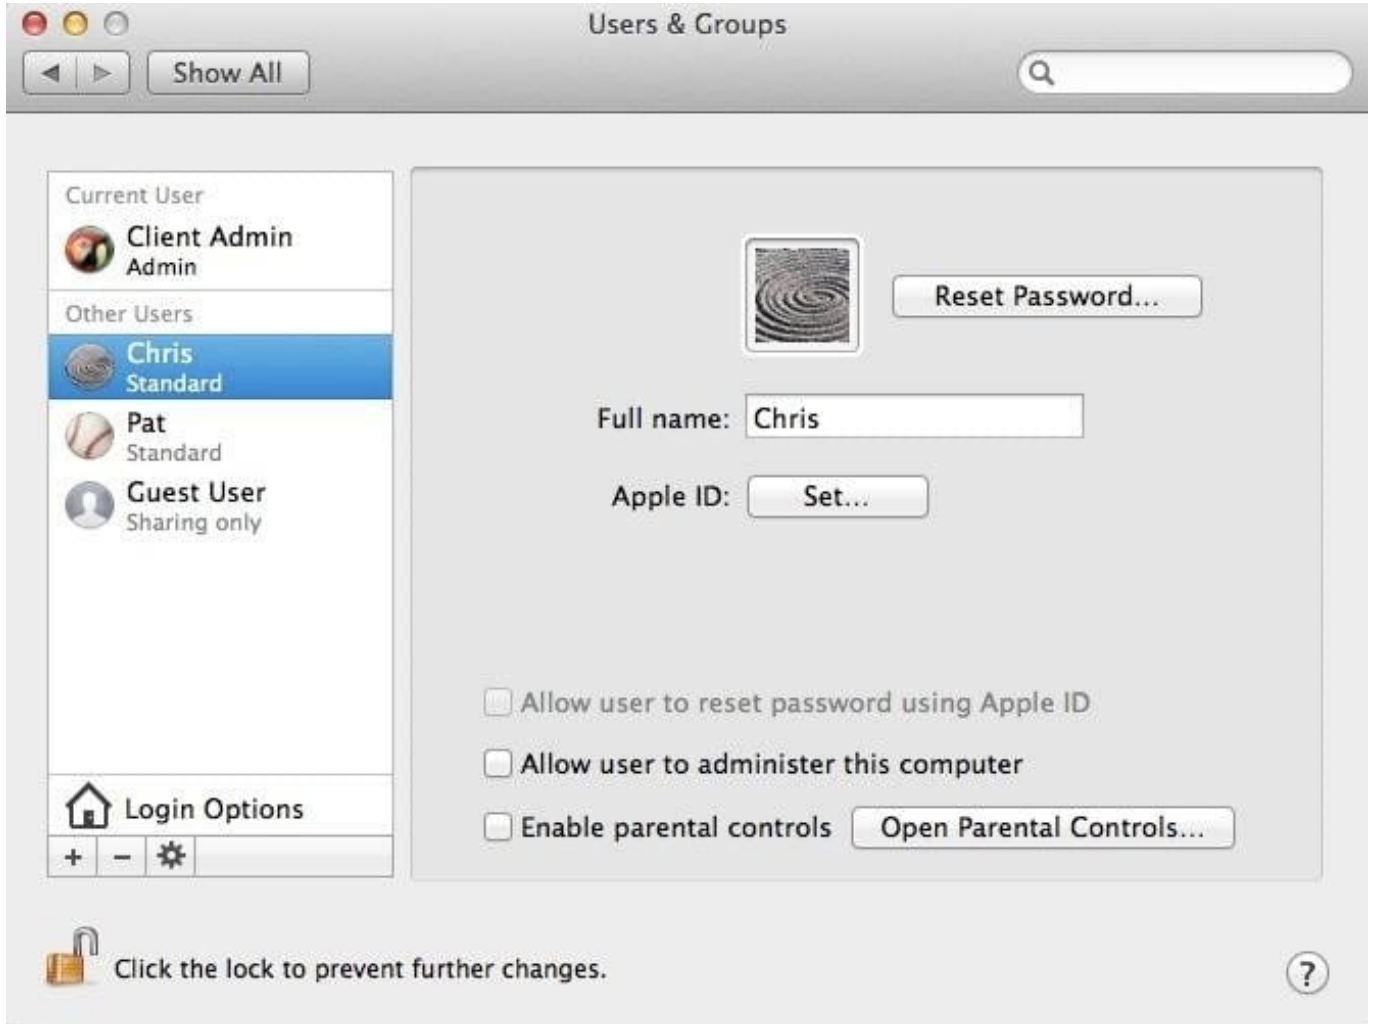 Users & Groups
Show All
Current User
Client Admin
Admin
Other Users
Chris
Standard
Pat
Standard
Guest User
Sharing only
Login Options
+ −
Reset Password...
Full name: Chris
Apple ID: Set...
Allow user to reset password using Apple ID
Allow user to administer this computer
Enable parental controls Open Parental Controls...
Click the lock to prevent further changes.
?